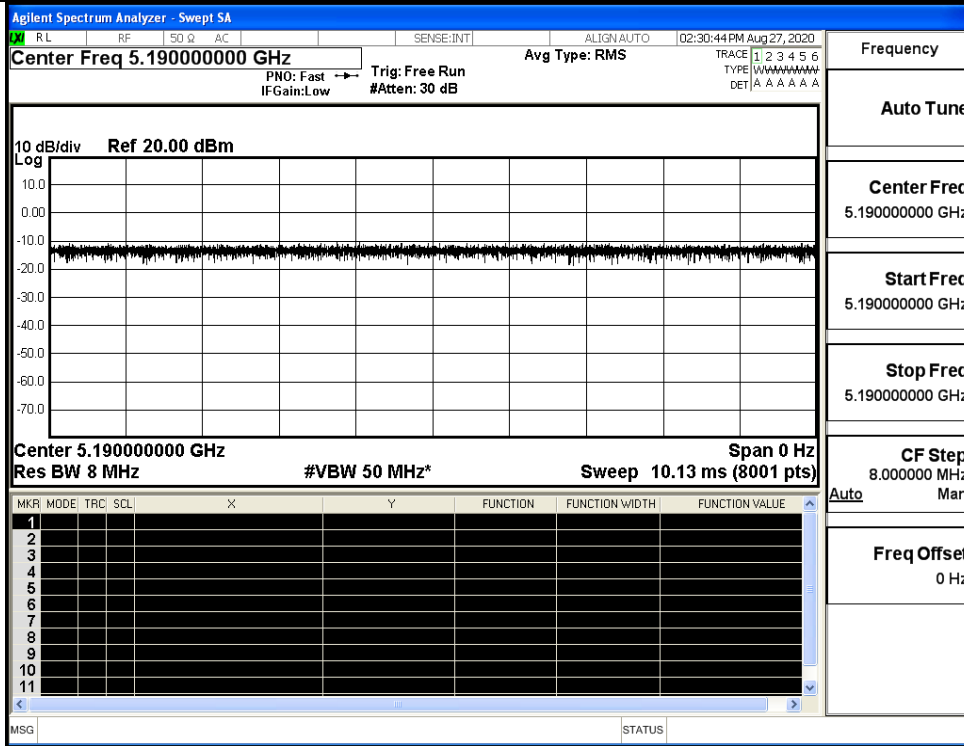 Agilent Spectrum Analyzer - Swept SA
LXI RL RF 50 Ω AC SENSE:INT ALIGNAUTO 02:30:44 PM Aug 27, 2020
Center Freq 5.190000000 GHz
PNO: Fast
IFGain:Low
Trig: Free Run
#Atten: 30 dB
Avg Type: RMS
TRACE 1 2 3 4 5 6
TYPE WWWWWW
DET A A A A A A
10 dB/div Ref 20.00 dBm
Log
10.0
0.00
-10.0
-20.0
-30.0
-40.0
-50.0
-60.0
-70.0
Center 5.190000000 GHz Span 0 Hz
Res BW 8 MHz #VBW 50 MHz* Sweep 10.13 ms (8001 pts)
MKR MODE TRC SCL X Y FUNCTION FUNCTION WIDTH FUNCTION VALUE
1
2
3
4
5
6
7
8
9
10
11
MSG STATUS
Frequency
Auto Tune
Center Freq
5.190000000 GHz
Start Freq
5.190000000 GHz
Stop Freq
5.190000000 GHz
CF Step
8.000000 MHz
Auto Man
Freq Offset
0 Hz